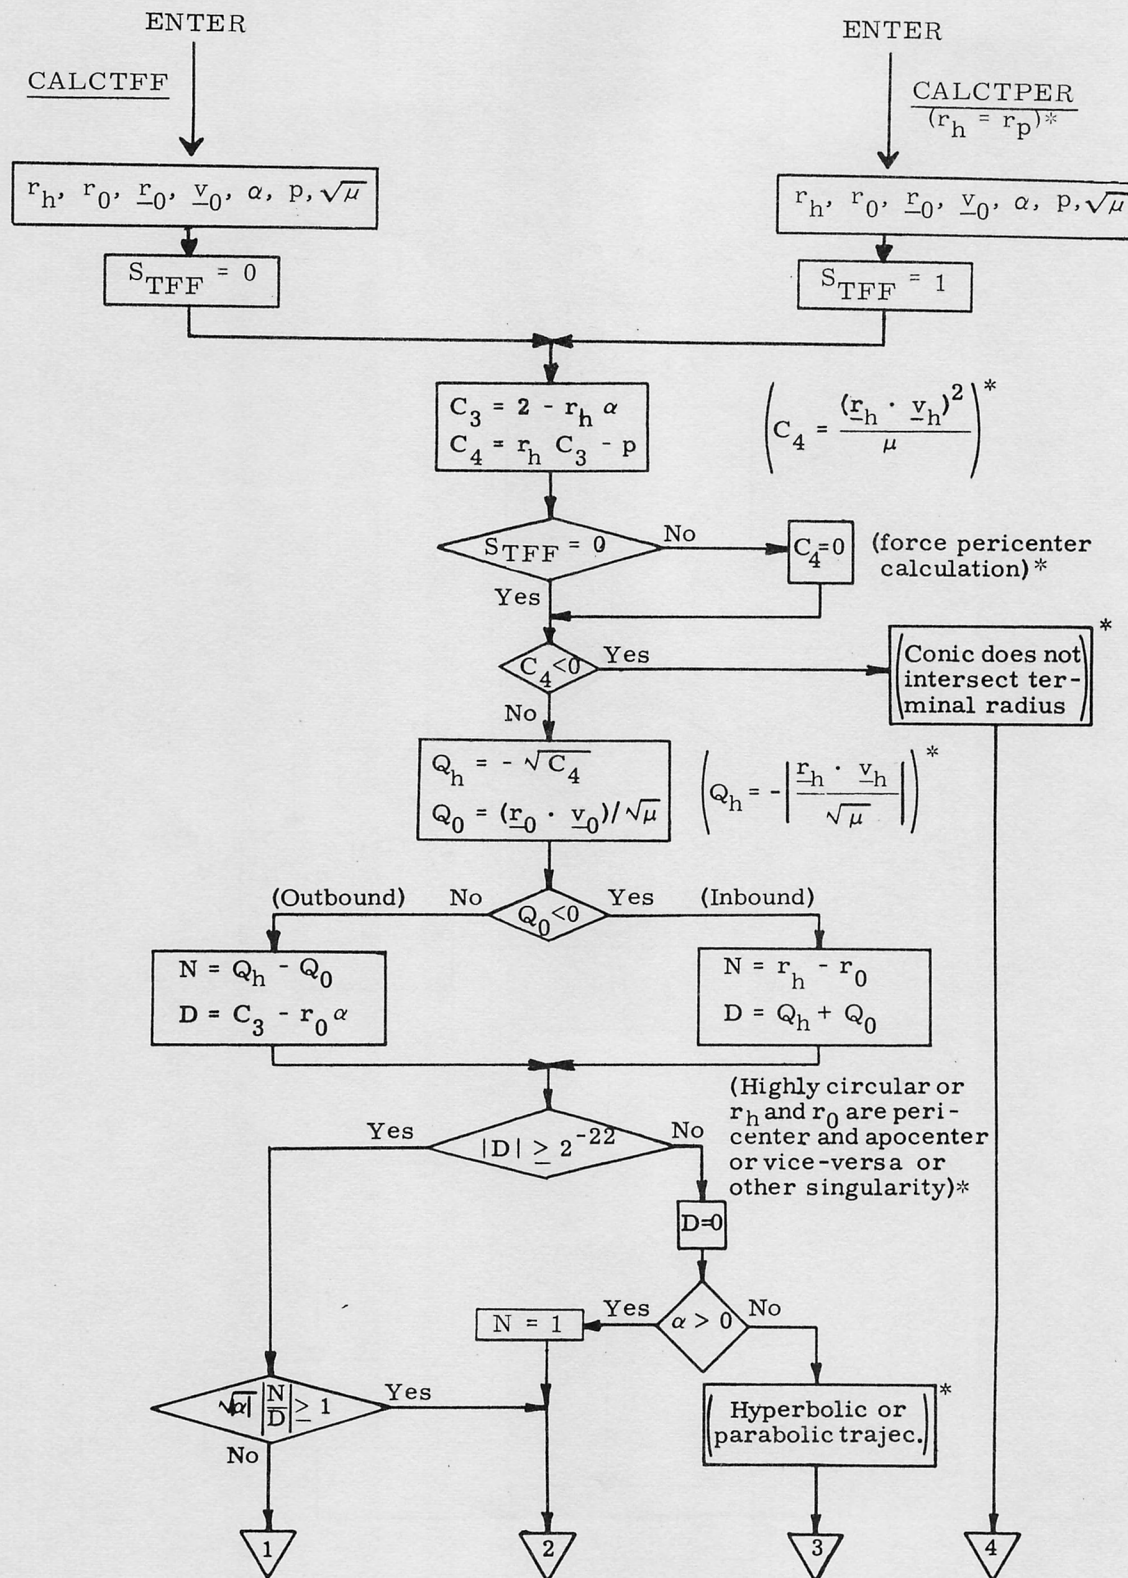 ENTER
CALCTFF
r_h, r_0, r_0, v_0, α, p, √μ
S_TFF = 0
ENTER
CALCTPER
(r_h = r_p)*
r_h, r_0, r_0, v_0, α, p, √μ
S_TFF = 1
C_3 = 2 - r_h α
C_4 = r_h C_3 - p
(C_4 = (r_h · v_h)^2 / μ)*
S_TFF = 0
No
C_4=0
(force pericenter
calculation)*
Yes
C_4<0
Yes
(Conic does not
intersect ter-
minal radius)*
No
Q_h = - √C_4
Q_0 = (r_0 · v_0)/√μ
(Q_h = -|r_h · v_h / √μ|)*
(Outbound)
No
Q_0<0
Yes
(Inbound)
N = Q_h - Q_0
D = C_3 - r_0 α
N = r_h - r_0
D = Q_h + Q_0
Yes
|D| ≥ 2^-22
No
(Highly circular or
r_h and r_0 are peri-
center and apocenter
or vice-versa or
other singularity)*
D=0
N = 1
Yes
α > 0
No
√|α| |N/D| ≥ 1
Yes
No
(Hyperbolic or
parabolic trajec.)*
1
2
3
4